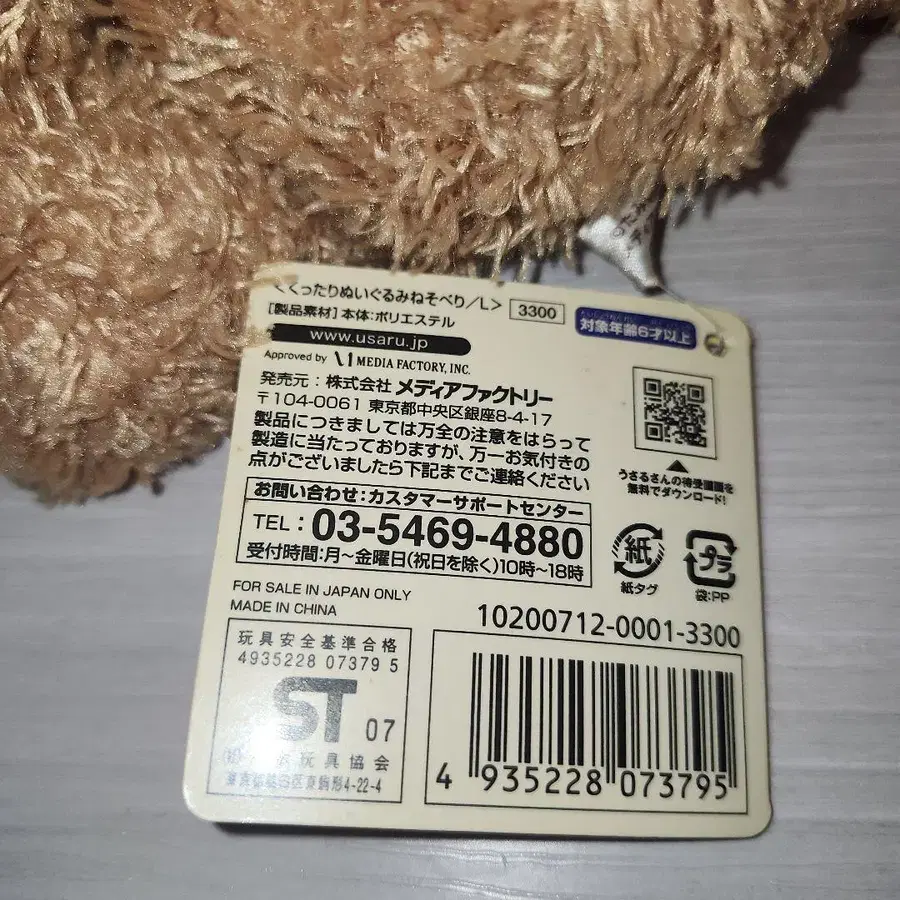 くったりぬいぐるみねそべり/L> 3300
[製品素材]本体:ポリエステル
対象年齢6才以上
www.usaru.jp
Approved by MEDIA FACTORY, INC.
発売元:株式会社メディアファクトリー
〒104-0061 東京都中央区銀座8-4-17
製品につきましては万全の注意をはらって
製造に当たっておりますが、万一お気付きの
点がございましたら下記までご連絡ください
うさるさんの待受画面を
無料でダウンロード!
お問い合わせ:カスタマーサポートセンター
TEL:03-5469-4880
受付時間:月~金曜日(祝日を除く)10時~18時
紙
紙タグ
プラ
袋:PP
FOR SALE IN JAPAN ONLY
MADE IN CHINA
10200712-0001-3300
玩具安全基準合格
4935228 07379 5
ST 07
玩具協会
駒形4-22-4
4 935228 073795